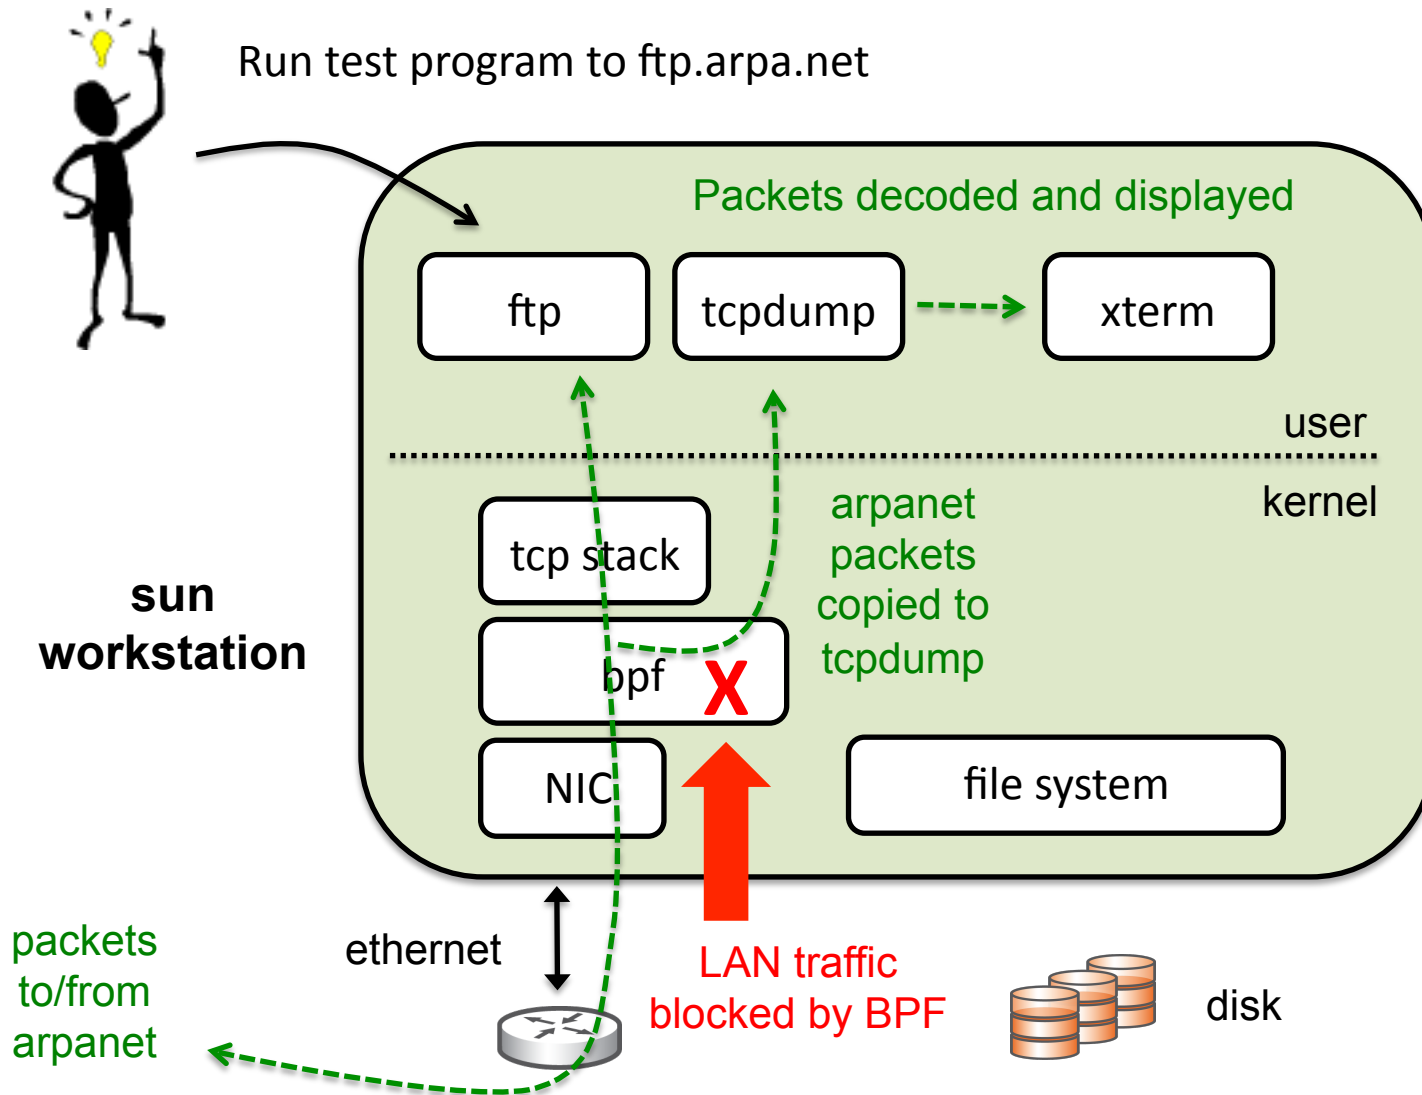 Run test program to ftp.arpa.net
Packets decoded and displayed
ftp
tcpdump
xterm
user
kernel
arpanet
packets
copied to
tcpdump
tcp stack
sun
workstation
bpf
X
NIC
file system
ethernet
packets
to/from
arpanet
LAN traffic
blocked by BPF
disk